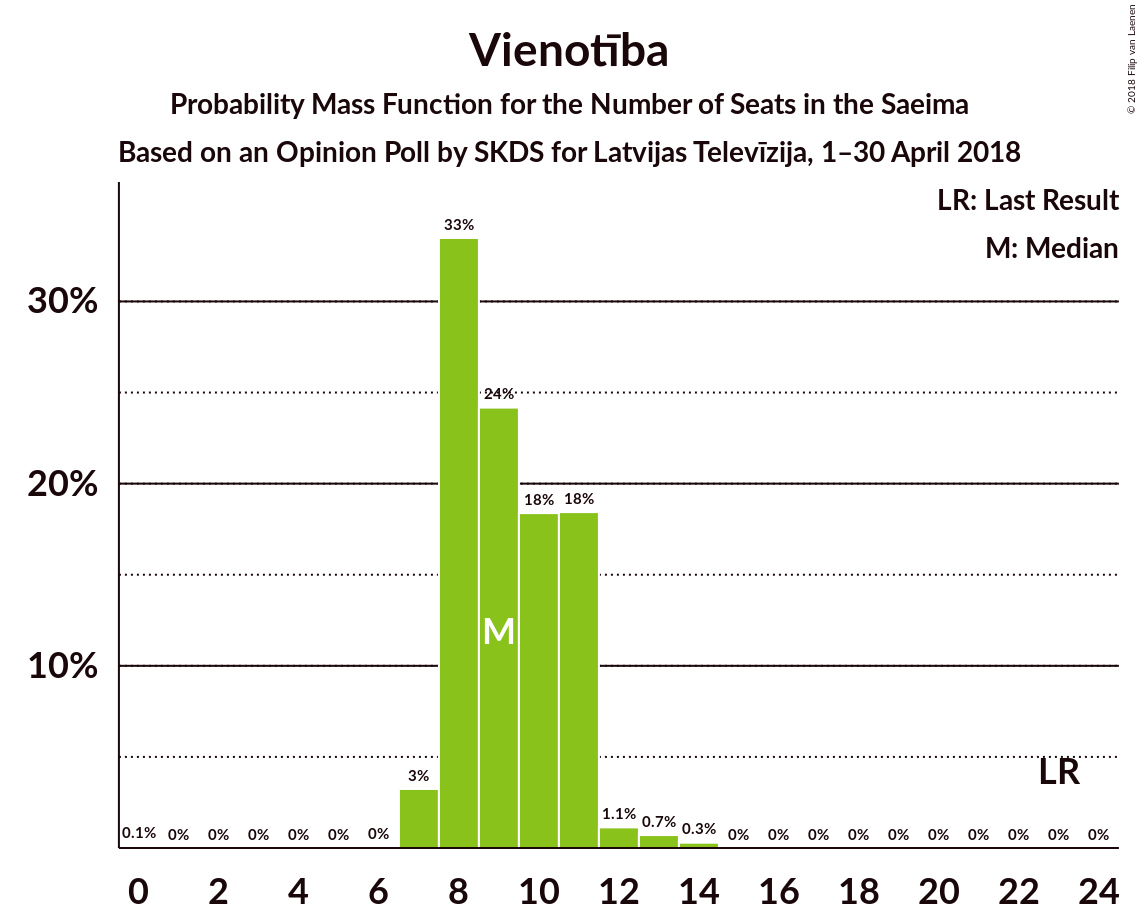 Vienotība
Probability Mass Function for the Number of Seats in the Saeima
Based on an Opinion Poll by SKDS for Latvijas Televīzija, 1–30 April 2018
© 2018 Filip van Laenen
LR: Last Result
M: Median
33%
30%
24%
20%
18% 18%
M
10%
LR
3%
1.1%
0.7%
0.3%
0.1% 0% 0% 0% 0% 0% 0% 0% 0% 0% 0% 0% 0% 0% 0% 0% 0%
0 2 4 6 8 10 12 14 16 18 20 22 24